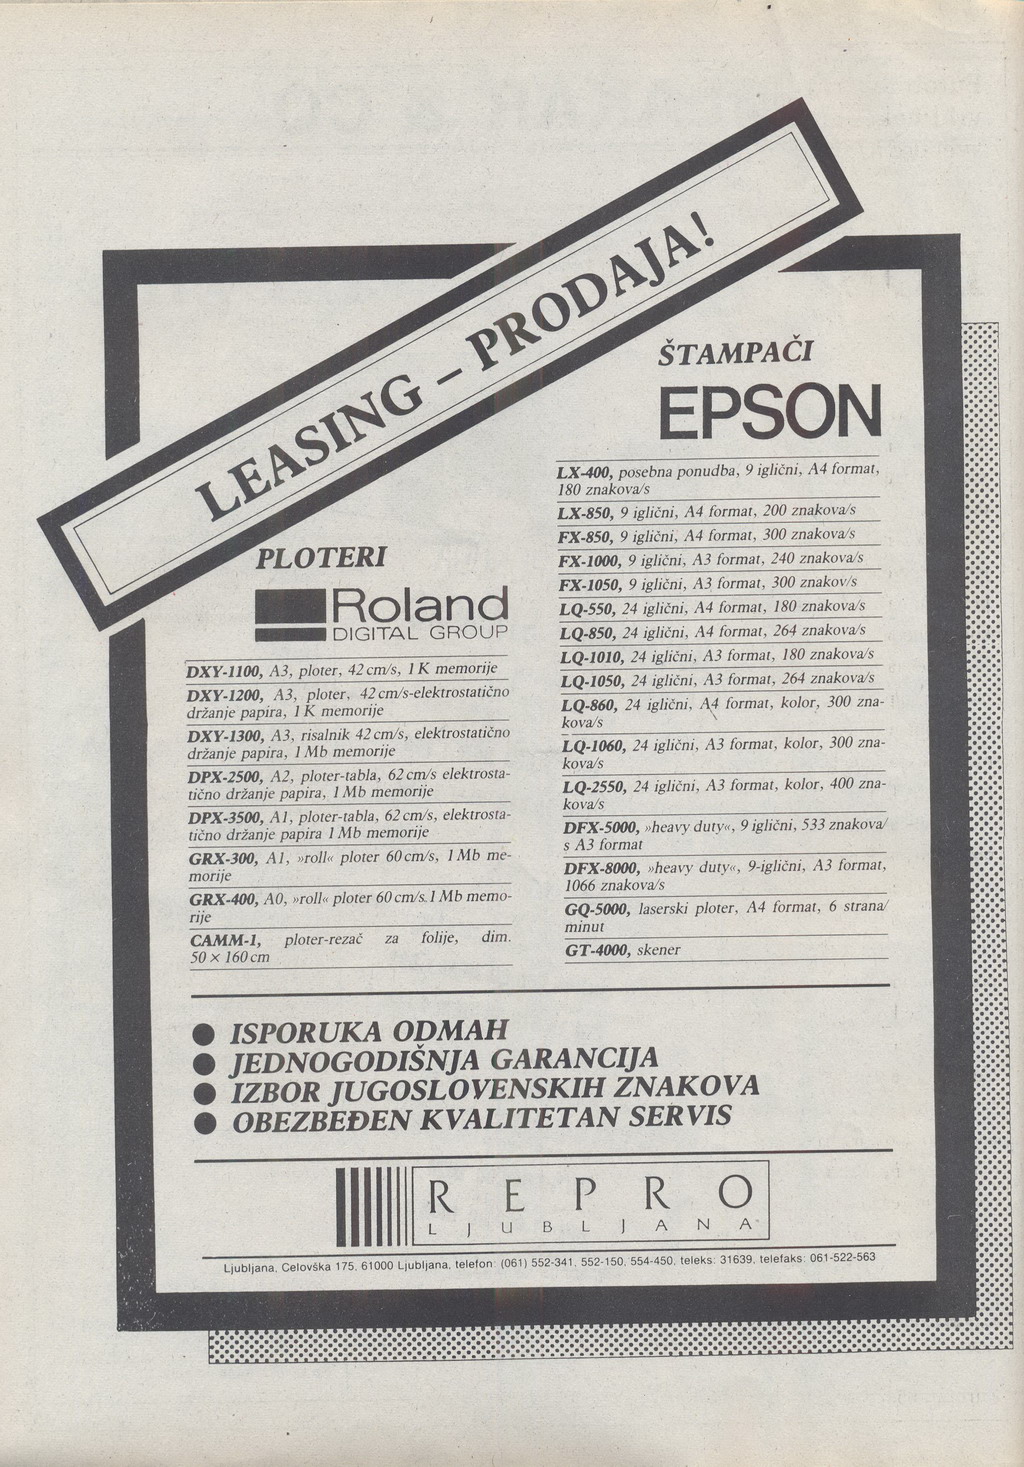 LEASING – PRODAJA!
PLOTERI
Roland
DIGITAL GROUP
DXY-1100, A3, ploter, 42 cm/s, 1 K memorije
DXY-1200, A3, ploter, 42 cm/s-elektrostatično
držanje papira, 1 K memorije
DXY-1300, A3, risalnik 42 cm/s, elektrostatično
držanje papira, 1 Mb memorije
DPX-2500, A2, ploter-tabla, 62 cm/s elektrosta-
tično držanje papira, 1 Mb memorije
DPX-3500, A1, ploter-tabla, 62 cm/s, elektrosta-
tično držanje papira 1 Mb memorije
GRX-300, A1, »roll« ploter 60 cm/s, 1 Mb me-
morije
GRX-400, AO, »roll« ploter 60 cm/s. 1 Mb memo-
rije
CAMM-1, ploter-rezač za folije, dim.
50 × 160 cm
ŠTAMPAČI
EPSON
LX-400, posebna ponudba, 9 iglični, A4 format,
180 znakova/s
LX-850, 9 iglični, A4 format, 200 znakova/s
FX-850, 9 iglični, A4 format, 300 znakova/s
FX-1000, 9 iglični, A3 format, 240 znakova/s
FX-1050, 9 iglični, A3 format, 300 znakov/s
LQ-550, 24 iglični, A4 format, 180 znakova/s
LQ-850, 24 iglični, A4 format, 264 znakova/s
LQ-1010, 24 iglični, A3 format, 180 znakova/s
LQ-1050, 24 iglični, A3 format, 264 znakova/s
LQ-860, 24 iglični, A4 format, kolor, 300 zna-
kova/s
LQ-1060, 24 iglični, A3 format, kolor, 300 zna-
kova/s
LQ-2550, 24 iglični, A3 format, kolor, 400 zna-
kova/s
DFX-5000, »heavy duty«, 9 iglični, 533 znakova/
s A3 format
DFX-8000, »heavy duty«, 9-iglični, A3 format,
1066 znakova/s
GQ-5000, laserski ploter, A4 format, 6 strana/
minut
GT-4000, skener
● ISPORUKA ODMAH
● JEDNOGODIŠNJA GARANCIJA
● IZBOR JUGOSLOVENSKIH ZNAKOVA
● OBEZBEĐEN KVALITETAN SERVIS
REPRO
LJUBLJANA
Ljubljana, Celovška 175, 61000 Ljubljana, telefon: (061) 552-341, 552-150, 554-450, teleks: 31639, telefaks: 061-522-563